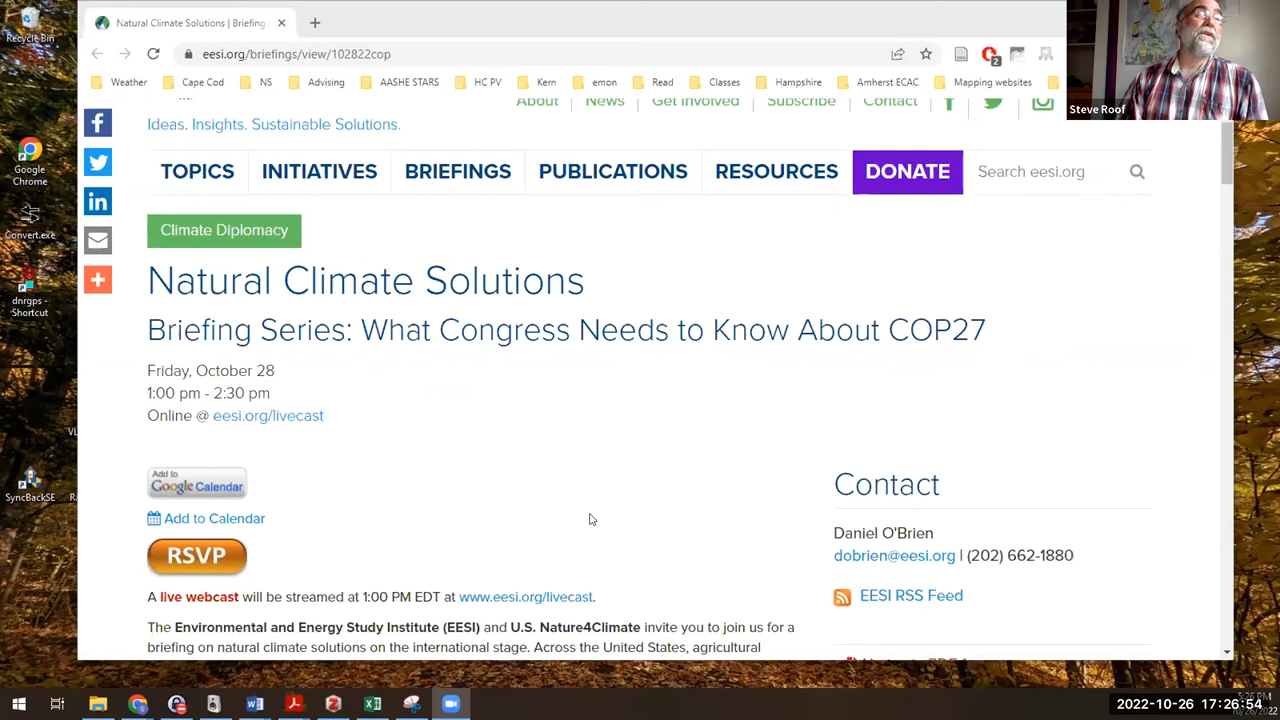 Recycle Bin
Google
Chrome
Convert.exe
dnrgps -
Shortcut
SyncBackSE
Natural Climate Solutions | Briefing
eesi.org/briefings/view/102822cop
2
Weather Cape Cod NS Advising AASHE STARS HC PV Kern emon Read Classes Hampshire Amherst ECAC Mapping websites
Steve Roof
About News Get Involved Subscribe Contact
Ideas. Insights. Sustainable Solutions.
TOPICS INITIATIVES BRIEFINGS PUBLICATIONS RESOURCES DONATE Search eesi.org
Climate Diplomacy
Natural Climate Solutions
Briefing Series: What Congress Needs to Know About COP27
Friday, October 28
1:00 pm - 2:30 pm
Online @ eesi.org/livecast
Add to
Google Calendar
Add to Calendar
RSVP
A live webcast will be streamed at 1:00 PM EDT at www.eesi.org/livecast.
The Environmental and Energy Study Institute (EESI) and U.S. Nature4Climate invite you to join us for a
briefing on natural climate solutions on the international stage. Across the United States, agricultural
Contact
Daniel O'Brien
dobrien@eesi.org | (202) 662-1880
EESI RSS Feed
5:26 PM
2022-10-26 17:26:54
10/26/2022